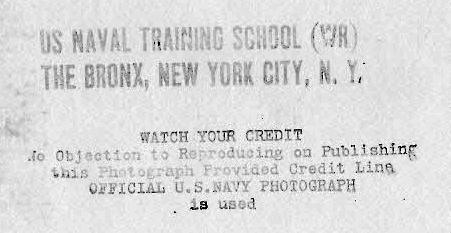 US NAVAL TRAINING SCHOOL (WR)
THE BRONX, NEW YORK CITY, N. Y.
WATCH YOUR CREDIT
No Objection to Reproducing on Publishing
this Photograph Provided Credit Line
OFFICIAL U.S.NAVY PHOTOGRAPH
is used